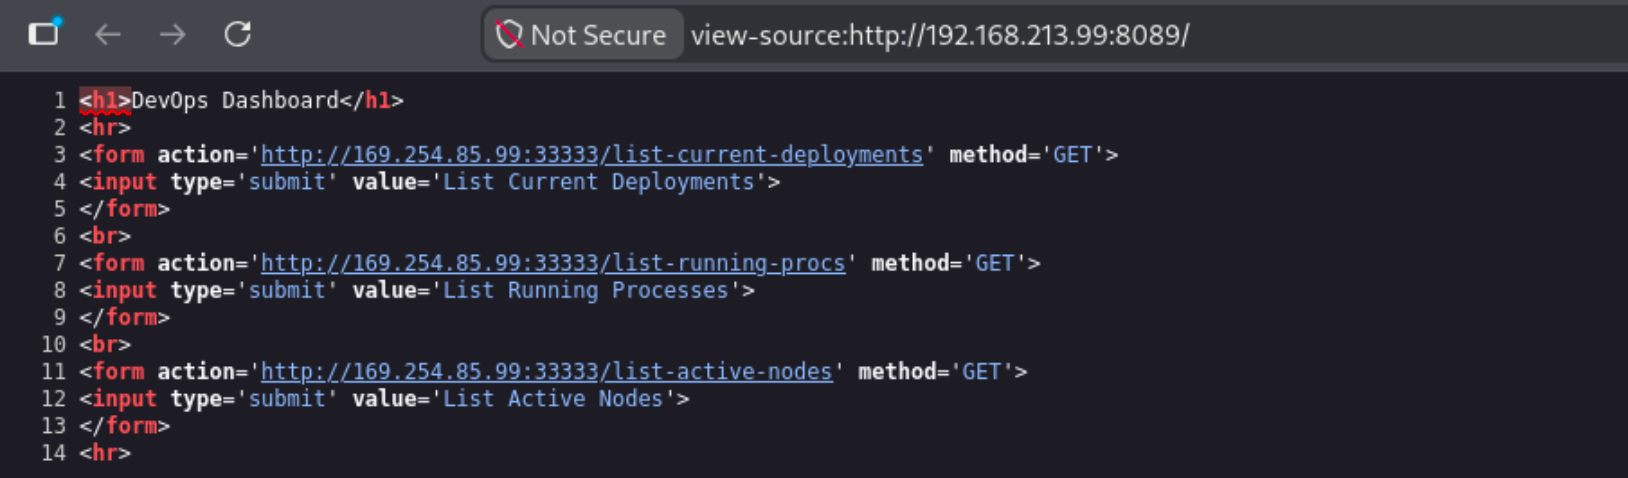 Not Secure view-source:http://192.168.213.99:8089/
1 <h1>DevOps Dashboard</h1>
2 <hr>
3 <form action='http://169.254.85.99:33333/list-current-deployments' method='GET'>
4 <input type='submit' value='List Current Deployments'>
5 </form>
6 <br>
7 <form action='http://169.254.85.99:33333/list-running-procs' method='GET'>
8 <input type='submit' value='List Running Processes'>
9 </form>
10 <br>
11 <form action='http://169.254.85.99:33333/list-active-nodes' method='GET'>
12 <input type='submit' value='List Active Nodes'>
13 </form>
14 <hr>